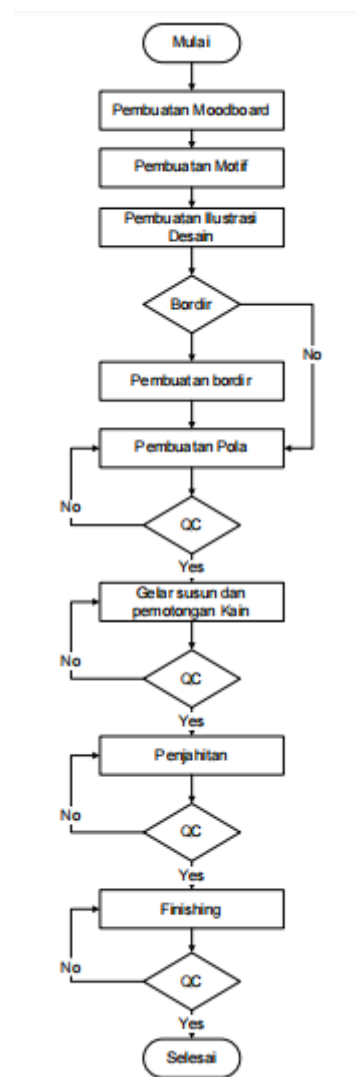 Mulai
Pembuatan Moodboard
Pembuatan Motif
Pembuatan Ilustrasi
Desain
Bordir
No
Pembuatan bordir
Pembuatan Pola
No
QC
Yes
Gelar susun dan
pemotongan Kain
No
QC
Yes
Penjahitan
No
QC
Yes
Finishing
No
QC
Yes
Selesai